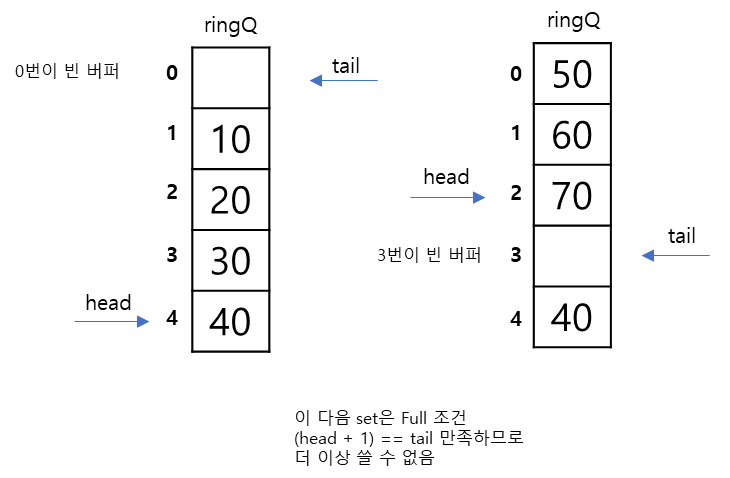 ringQ
0번이 빈 버퍼
0
tail
1
10
2
20
3
30
head
4
40
ringQ
0
50
1
60
head
2
70
3번이 빈 버퍼
3
tail
4
40
이 다음 set은 Full 조건
(head + 1) == tail 만족하므로
더 이상 쓸 수 없음